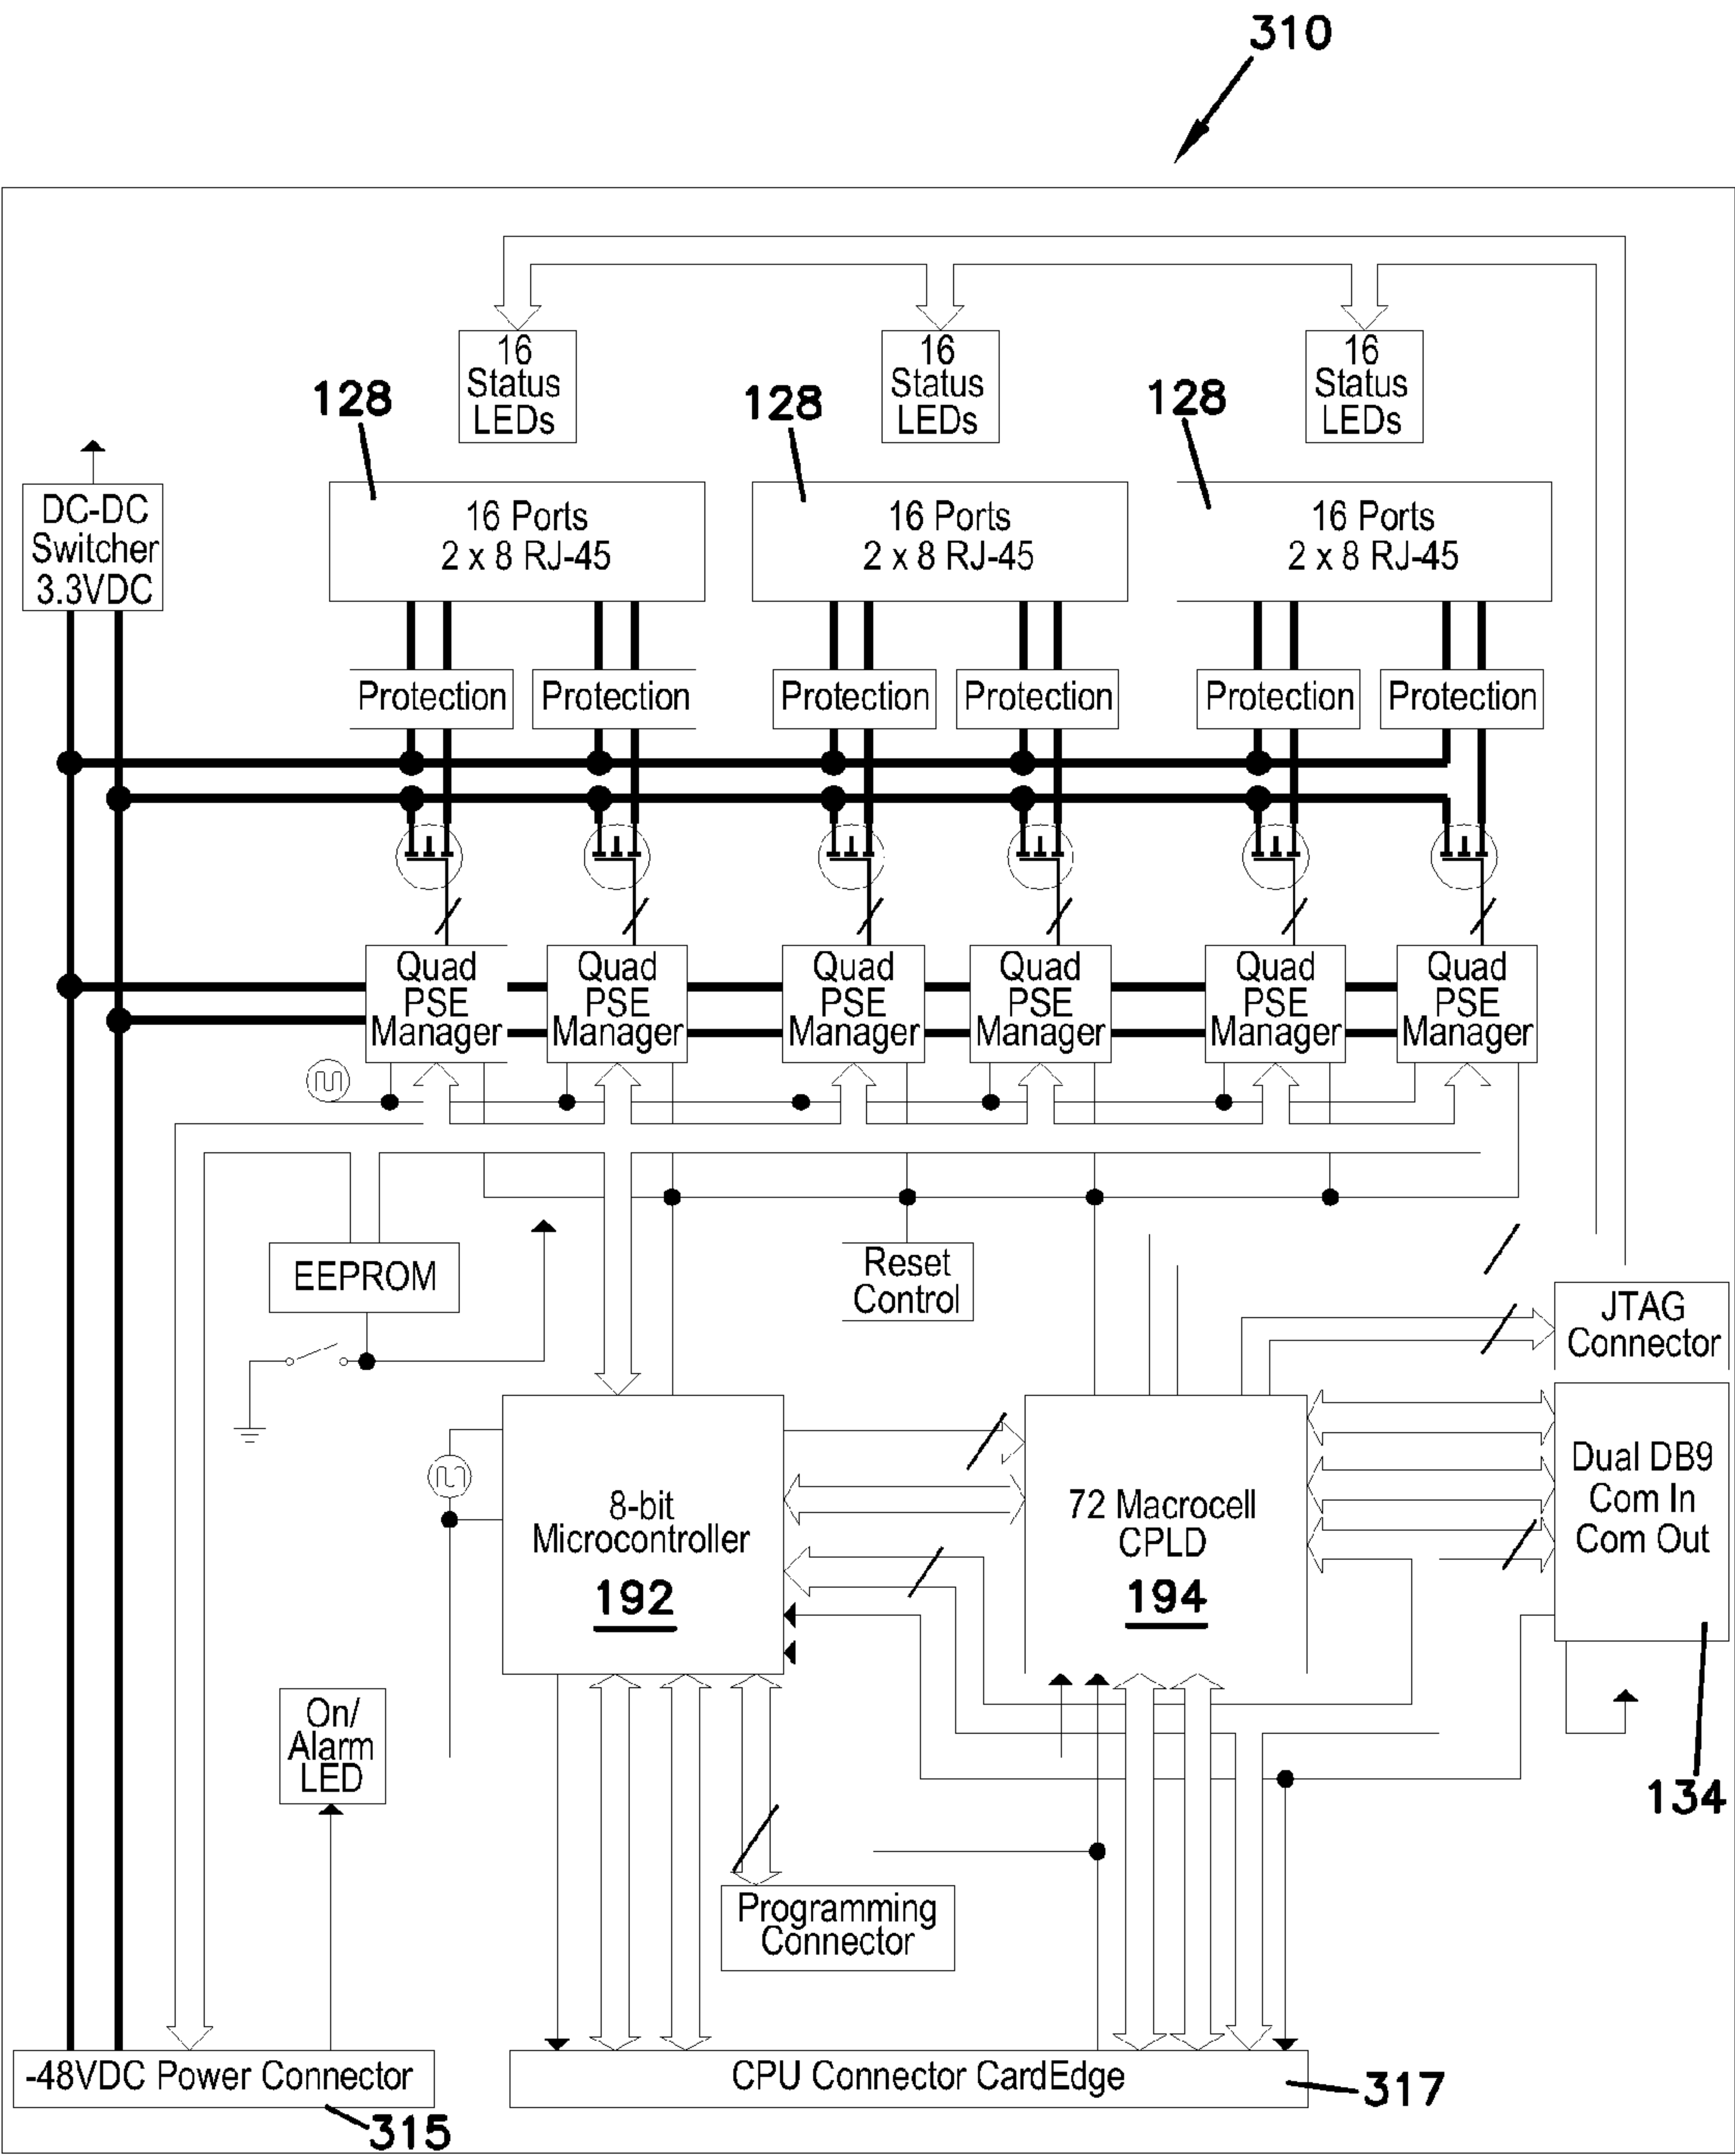 310
16
Status
LEDs
16
Status
LEDs
16
Status
LEDs
128
128
128
DC-DC
Switcher
3.3VDC
16 Ports
2 x 8 RJ-45
16 Ports
2 x 8 RJ-45
16 Ports
2 x 8 RJ-45
Protection
Protection
Protection
Protection
Protection
Protection
Quad
PSE
Manager
Quad
PSE
Manager
Quad
PSE
Manager
Quad
PSE
Manager
Quad
PSE
Manager
Quad
PSE
Manager
EEPROM
Reset
Control
JTAG
Connector
8-bit
Microcontroller
192
72 Macrocell
CPLD
194
Dual DB9
Com In
Com Out
134
On/
Alarm
LED
Programming
Connector
-48VDC Power Connector
315
CPU Connector CardEdge
317